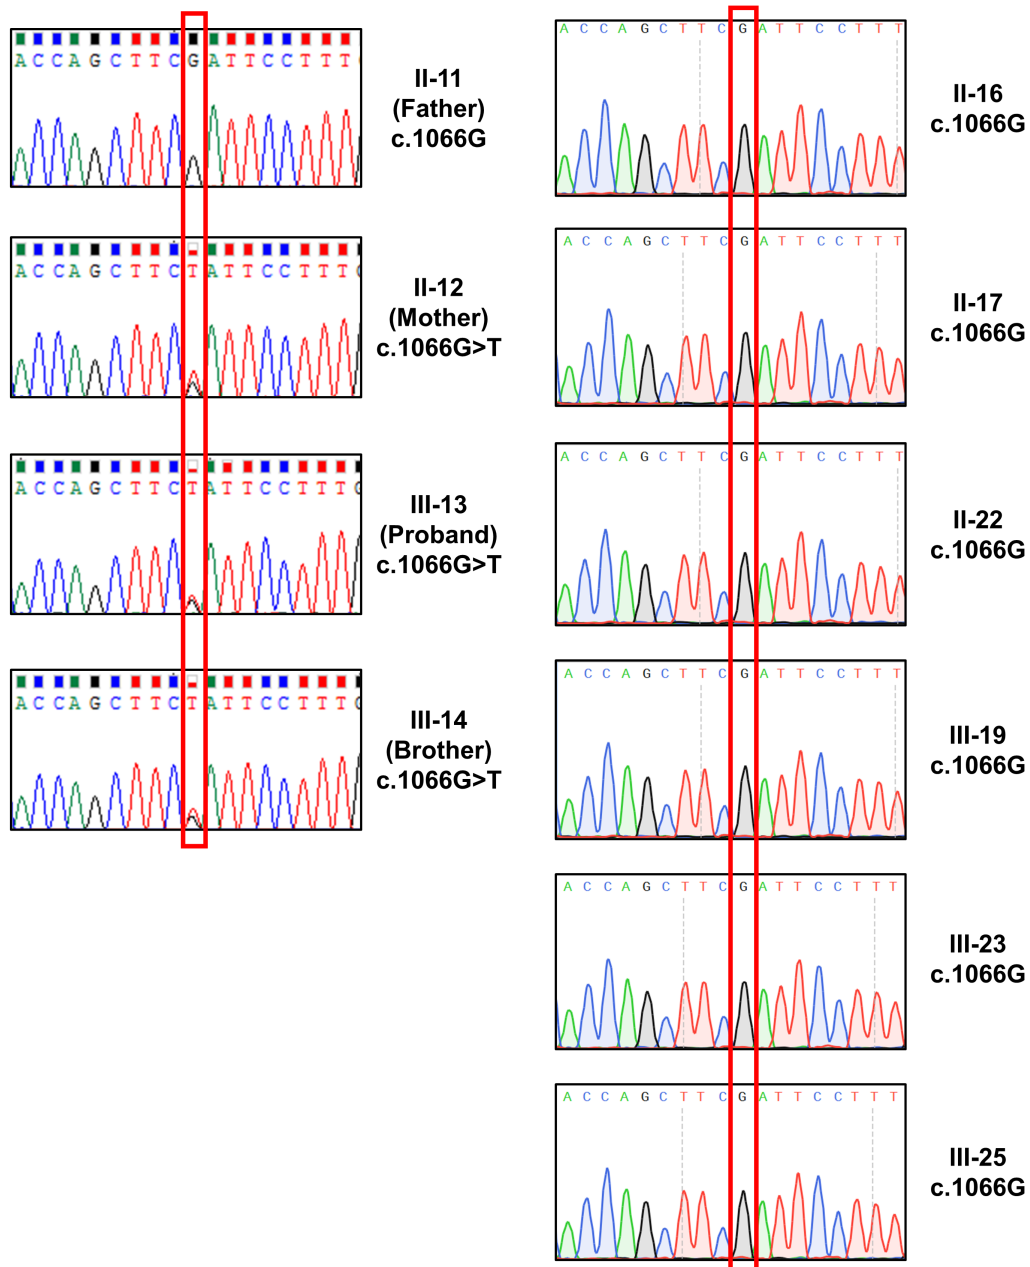 ACCAGCTTCGATTCCTTT
II-11
(Father)
c.1066G
ACCAGCTTCTATTCCTTT
II-12
(Mother)
c.1066G>T
ACCAGCTTCTATTCCTTT
III-13
(Proband)
c.1066G>T
ACCAGCTTCTATTCCTTT
III-14
(Brother)
c.1066G>T
ACCAGCTTCGATTCCTTT
II-16
c.1066G
ACCAGCTTCGATTCCTTT
II-17
c.1066G
ACCAGCTTCGATTCCTTT
II-22
c.1066G
ACCAGCTTCGATTCCTTT
III-19
c.1066G
ACCAGCTTCGATTCCTTT
III-23
c.1066G
ACCAGCTTCGATTCCTTT
III-25
c.1066G